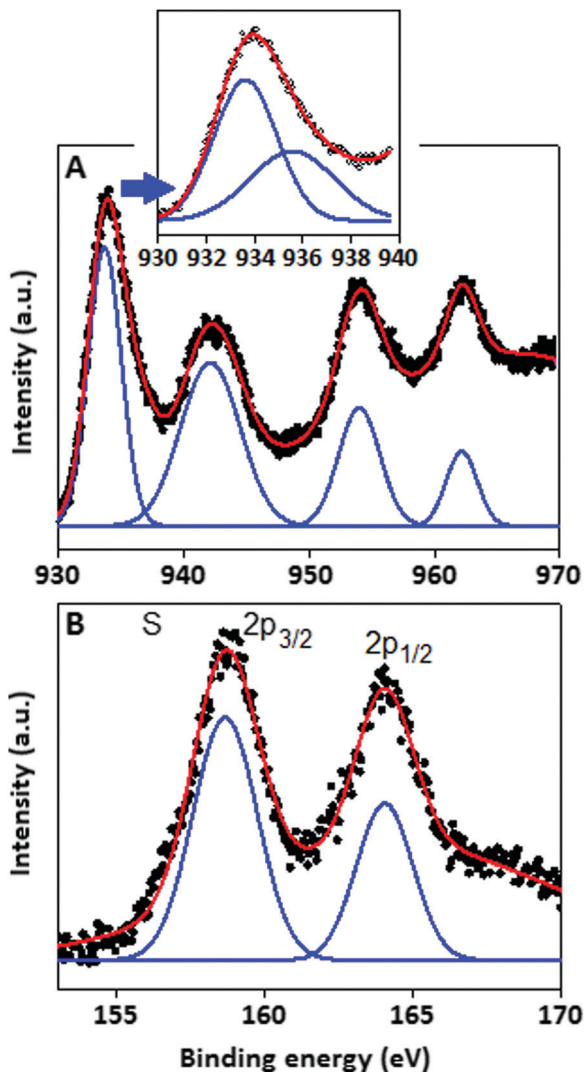 930 932 934 936 938 940
A
Intensity (a.u.)
930 940 950 960 970
B S 2p3/2 2p1/2
Intensity (a.u.)
155 160 165 170
Binding energy (eV)